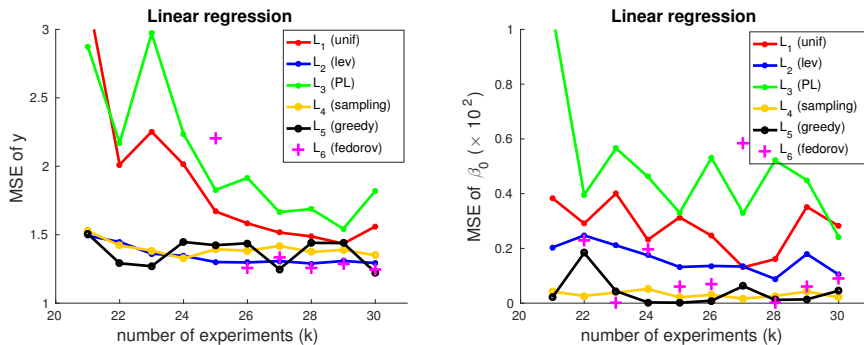 Linear regression
MSE of y
3
2.5
2
1.5
1
20 22 24 26 28 30
number of experiments (k)
L₁ (unif)
L₂ (lev)
L₃ (PL)
L₄ (sampling)
L₅ (greedy)
L₆ (fedorov)
Linear regression
MSE of β₀ (× 10²)
1
0.8
0.6
0.4
0.2
0
20 22 24 26 28 30
number of experiments (k)
L₁ (unif)
L₂ (lev)
L₃ (PL)
L₄ (sampling)
L₅ (greedy)
L₆ (fedorov)